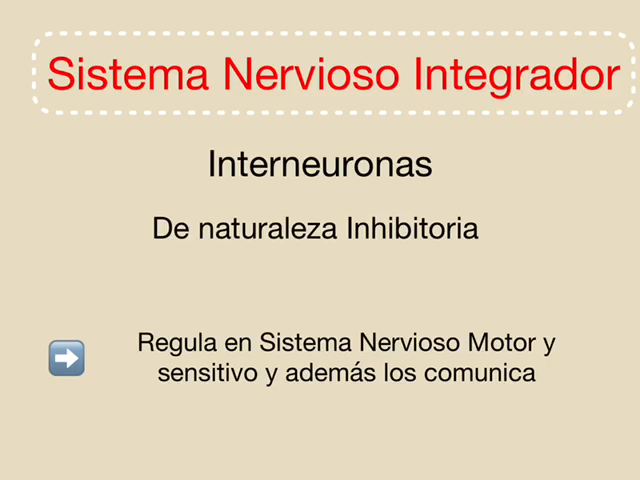 Sistema Nervioso Integrador
Interneuronas
De naturaleza Inhibitoria
Regula en Sistema Nervioso Motor y
sensitivo y además los comunica